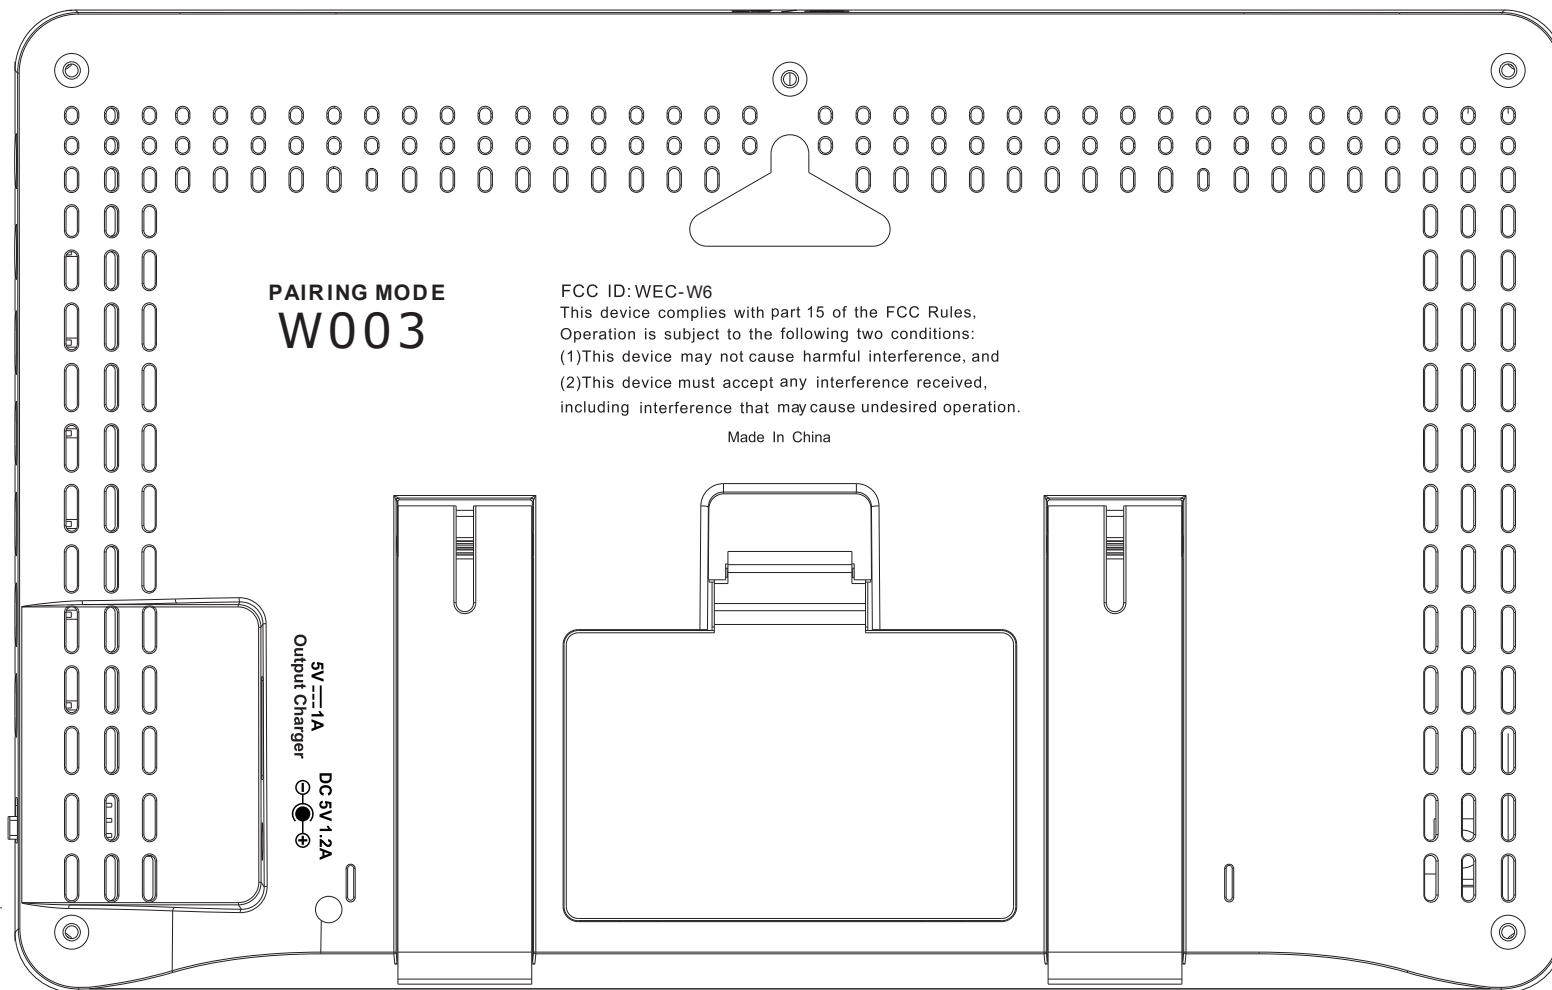 PAIRING MODE
W003
FCC ID: WEC-W6
This device complies with part 15 of the FCC Rules,
Operation is subject to the following two conditions:
(1)This device may not cause harmful interference, and
(2)This device must accept any interference received,
including interference that may cause undesired operation.
Made In China
5V⎓1A
Output Charger
DC 5V 1.2A